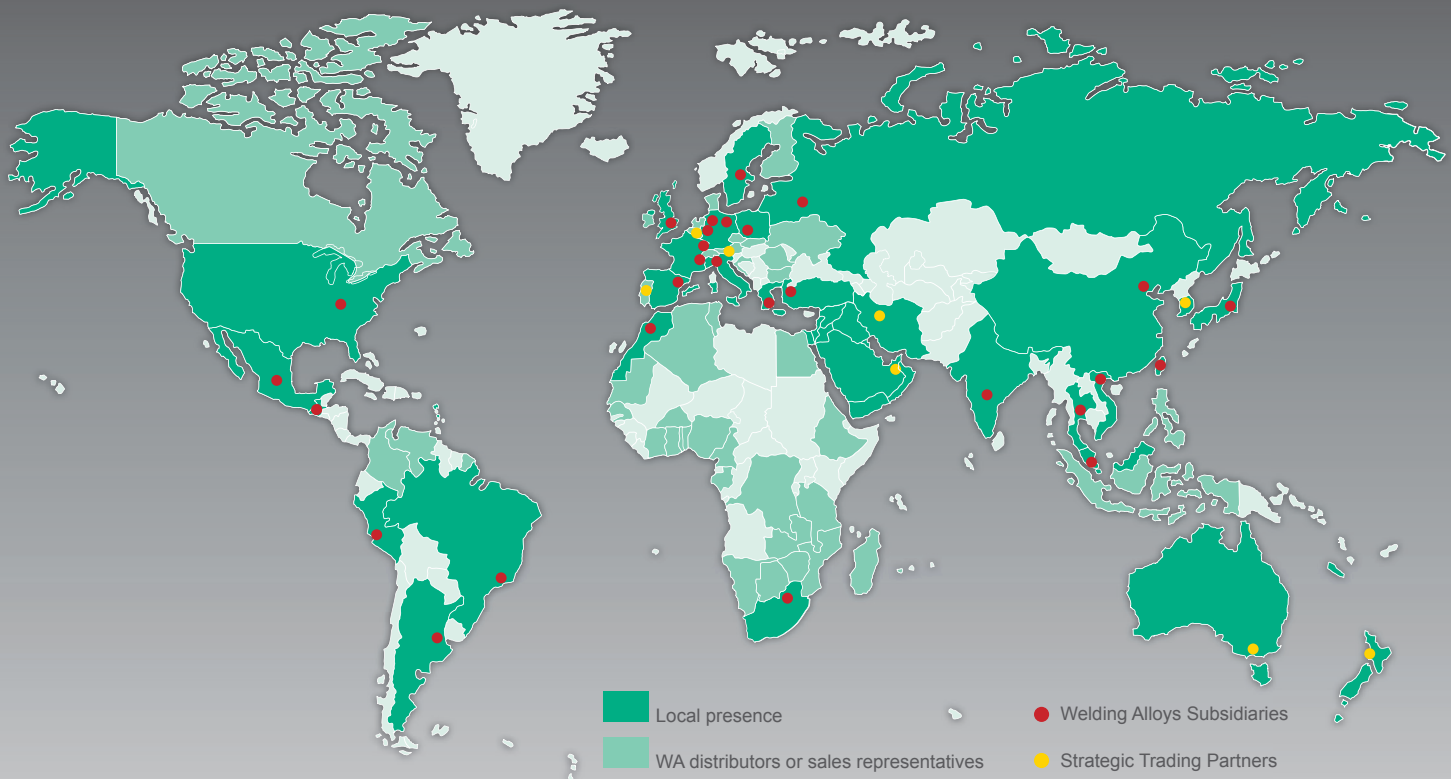 Local presence
WA distributors or sales representatives
Welding Alloys Subsidiaries
Strategic Trading Partners